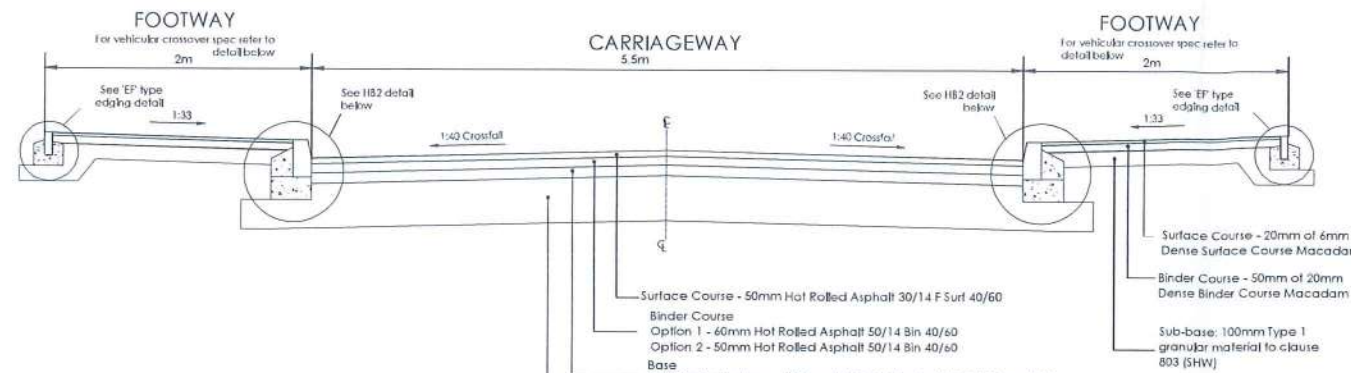 FOOTWAY
For vehicular crossover spec refer to
detail below
2m
CARRIAGEWAY
5.5m
FOOTWAY
For vehicular crossover spec refer to
detail below
2m
See 'EF' type
edging detail
1:33
See HB2 detail
below
1:40 Crossfall
1:40 Crossfall
See HB2 detail
below
1:33
See 'EF' type
edging detail
Surface Course - 50mm Hot Rolled Asphalt 30/14 F Surf 40/60
Binder Course
Option 1 - 60mm Hot Rolled Asphalt 50/14 Bin 40/60
Option 2 - 50mm Hot Rolled Asphalt 50/14 Bin 40/60
Base
Surface Course - 20mm of 6mm
Dense Surface Course Macadam
Binder Course - 50mm of 20mm
Dense Binder Course Macadam
Sub-base: 100mm Type 1
granular material to clause
803 (SHW)